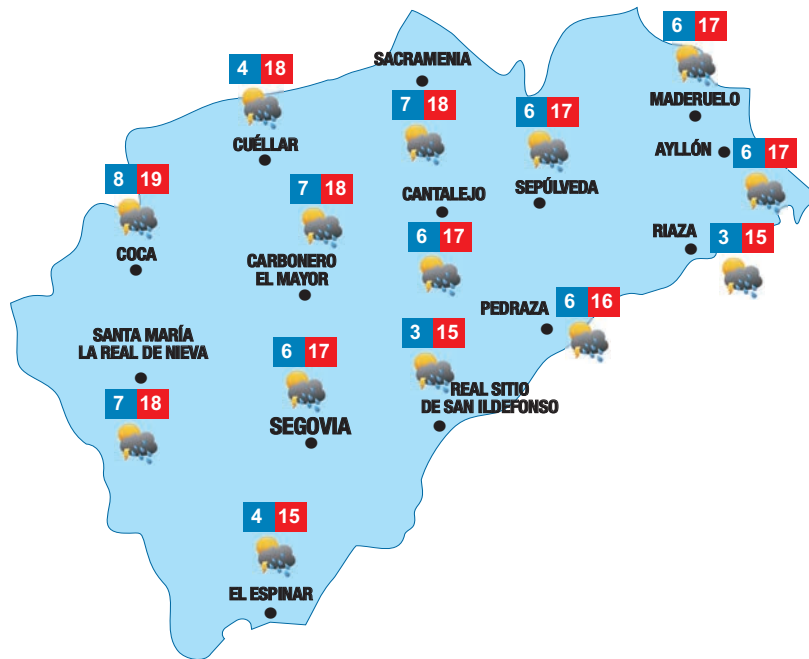 6 17
MADERUELO
SACRAMENIA
7 18
4 18
CUÉLLAR
6 17
SEPÚLVEDA
AYLLÓN
6 17
8 19
COCA
7 18
CARBONERO
EL MAYOR
CANTALEJO
6 17
RIAZA
3 15
PEDRAZA
6 16
SANTA MARÍA
LA REAL DE NIEVA
7 18
6 17
SEGOVIA
3 15
REAL SITIO
DE SAN ILDEFONSO
4 15
EL ESPINAR